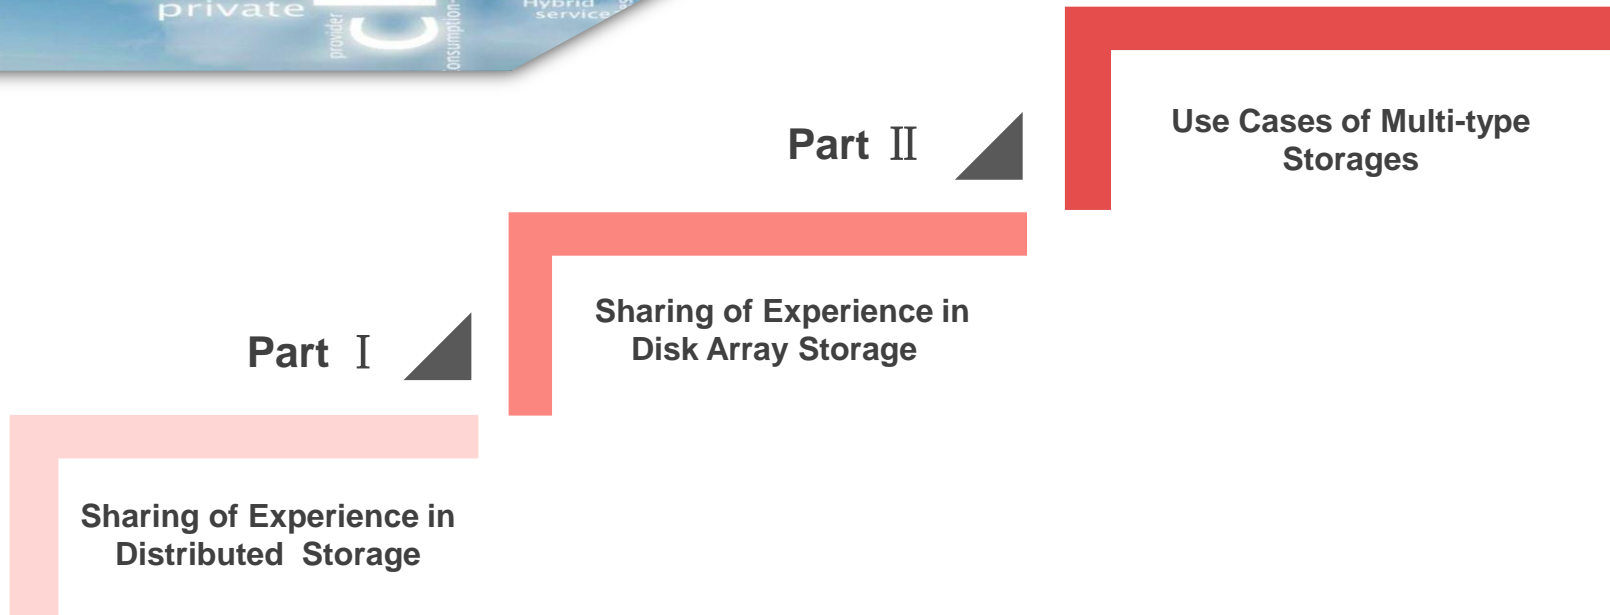 private
provider
Hybrid
service
Part Ⅱ
Use Cases of Multi-type
Storages
Sharing of Experience in
Disk Array Storage
Part Ⅰ
Sharing of Experience in
Distributed Storage